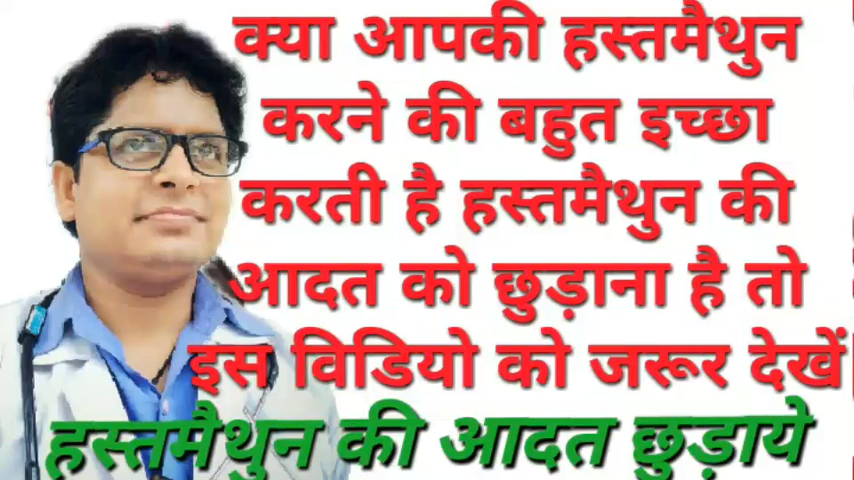 क्या आपकी हस्तमैथुन
करने की बहुत इच्छा
करती है हस्तमैथुन की
आदत को छुड़ाना है तो
इस विडियो को जरूर देखें
हस्तमैथुन की आदत छुड़ाये